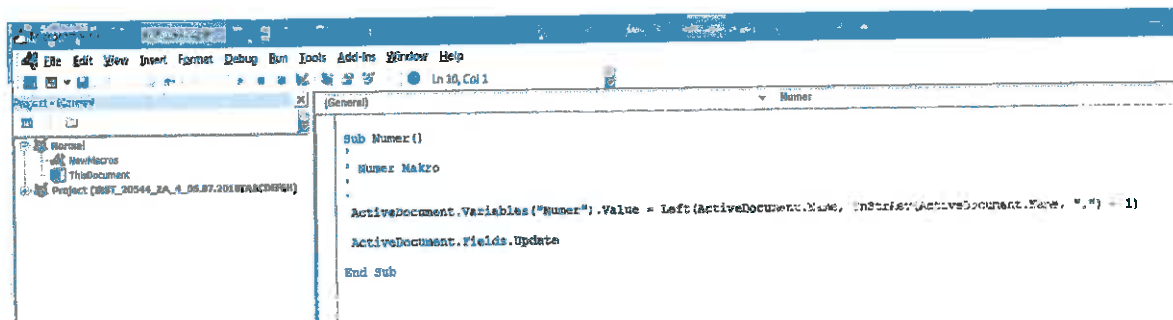 File Edit View Insert Format Debug Run Tools Add-Ins Window Help
Ln 10, Col 1
(General)
Numer
Normal
NewMacros
ThisDocument
Sub Numer()
'
' Numer Makro
'
'
ActiveDocument.Variables("Numer").Value = Left(ActiveDocument.Name, InStrRev(ActiveDocument.Name, ".") - 1)
ActiveDocument.Fields.Update
End Sub